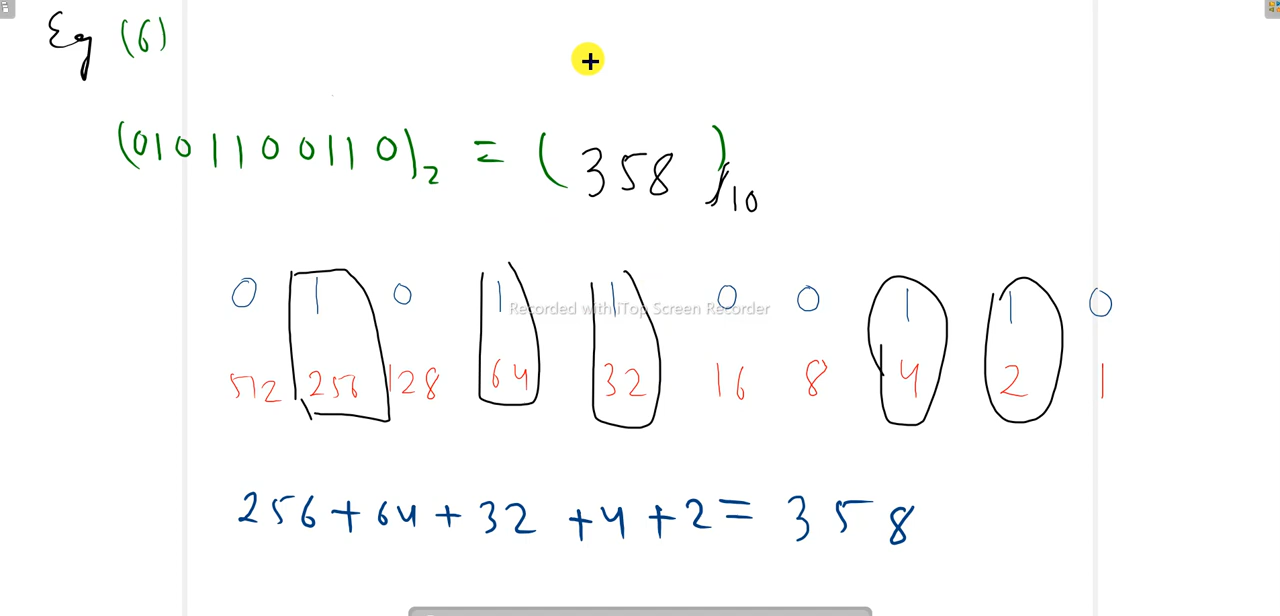 Eg (6)
(0101100110)2 = (358)10
0 1 0 1 1 0 0 1 1 0
Recorded with iTop Screen Recorder
512 256 128 64 32 16 8 4 2 1
256+64+32+4+2=358